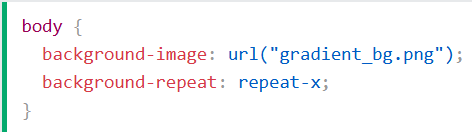 body {
  background-image: url("gradient_bg.png");
  background-repeat: repeat-x;
}